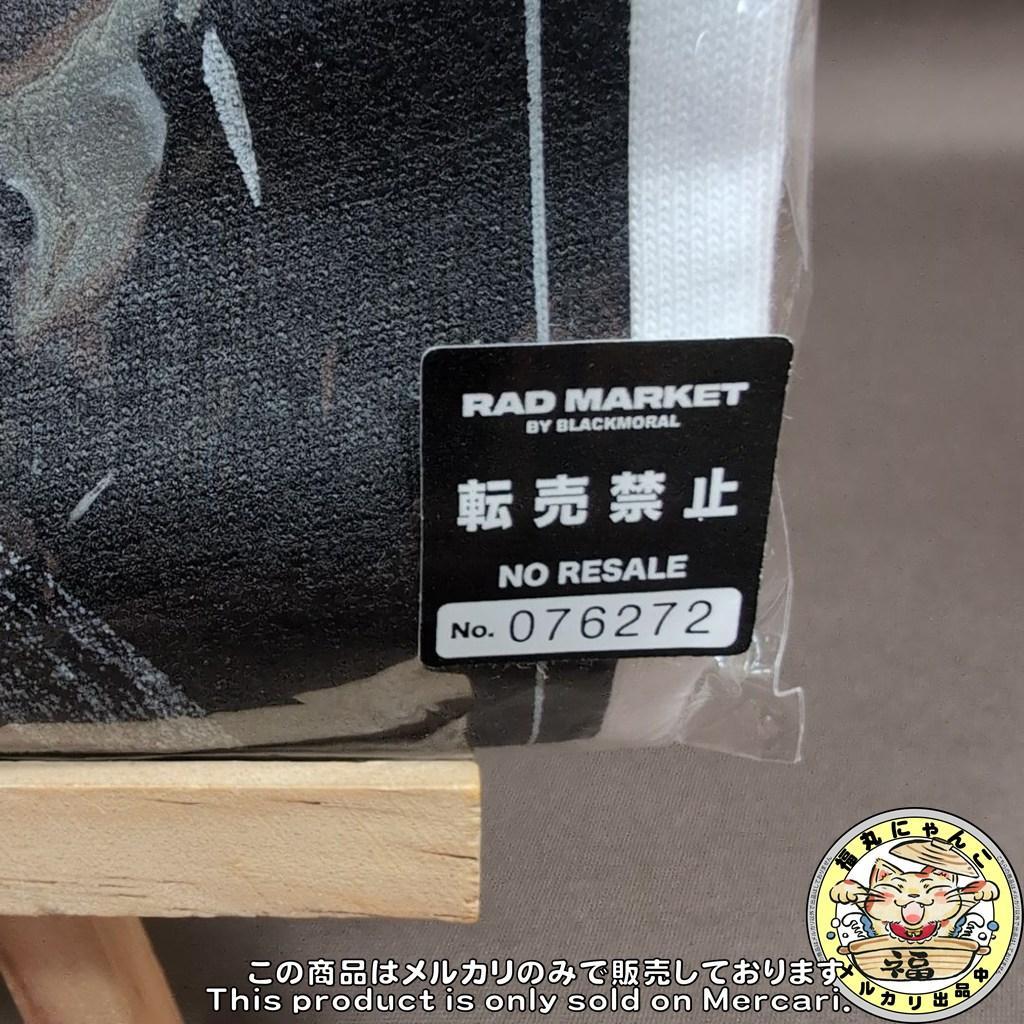 RAD MARKET
BY BLACKMORAL
転売禁止
NO RESALE
No. 076272
福丸にゃんこ
福
メルカリ出品中
この商品はメルカリのみで販売しております
This product is only sold on Mercari.